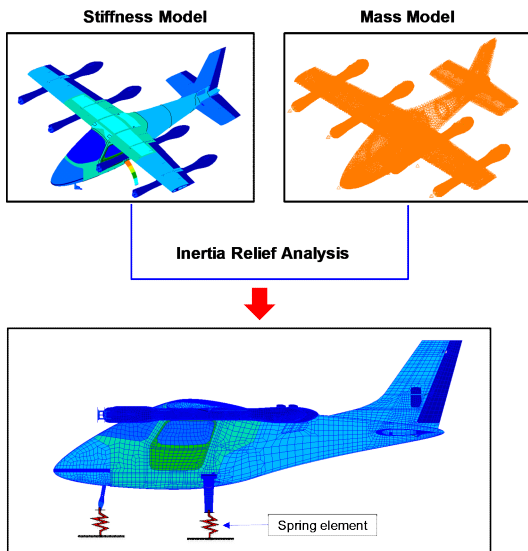 Stiffness Model
Mass Model
Inertia Relief Analysis
Spring element